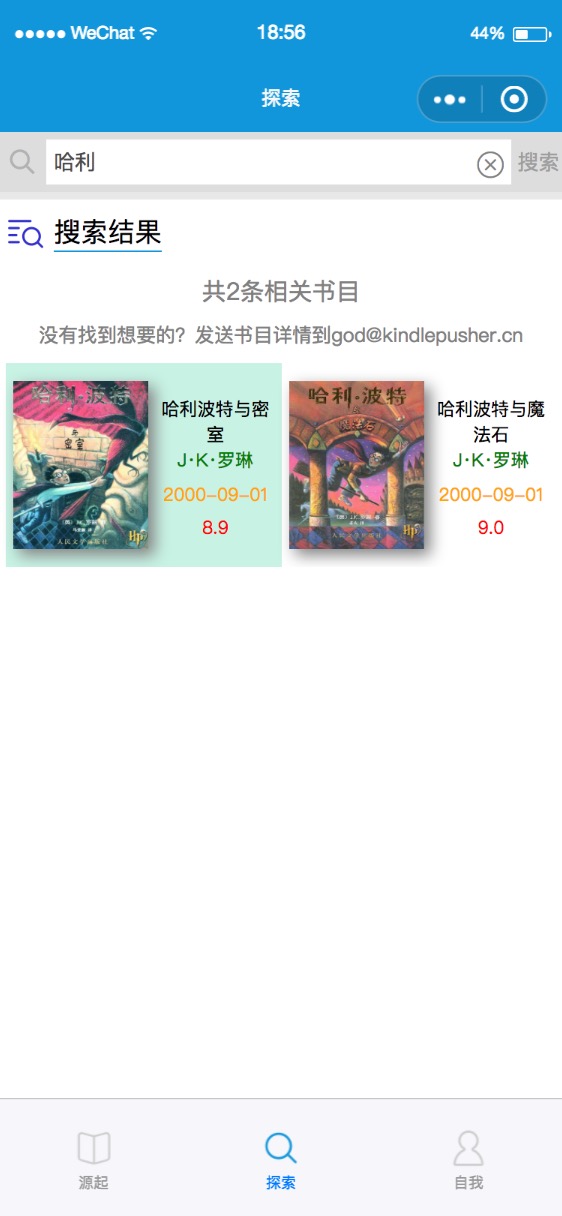 WeChat
18:56
44%
探索
哈利
搜索
搜索结果
共2条相关书目
没有找到想要的？发送书目详情到god@kindlepusher.cn
哈利·波特
与
密室
人民文学出版社
哈利波特与密
室
J·K·罗琳
2000-09-01
8.9
哈利·波特
与
魔法石
人民文学出版社
哈利波特与魔
法石
J·K·罗琳
2000-09-01
9.0
源起
探索
自我